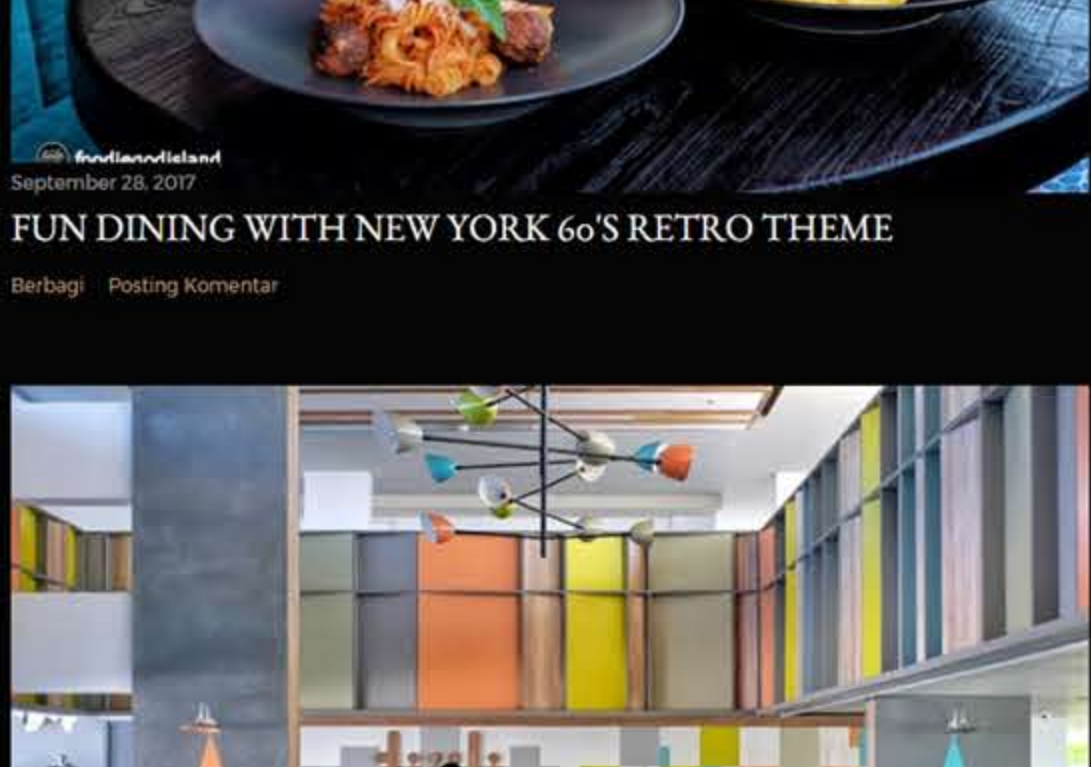 foodiegodisland
September 28, 2017
FUN DINING WITH NEW YORK 60'S RETRO THEME
Berbagi Posting Komentar